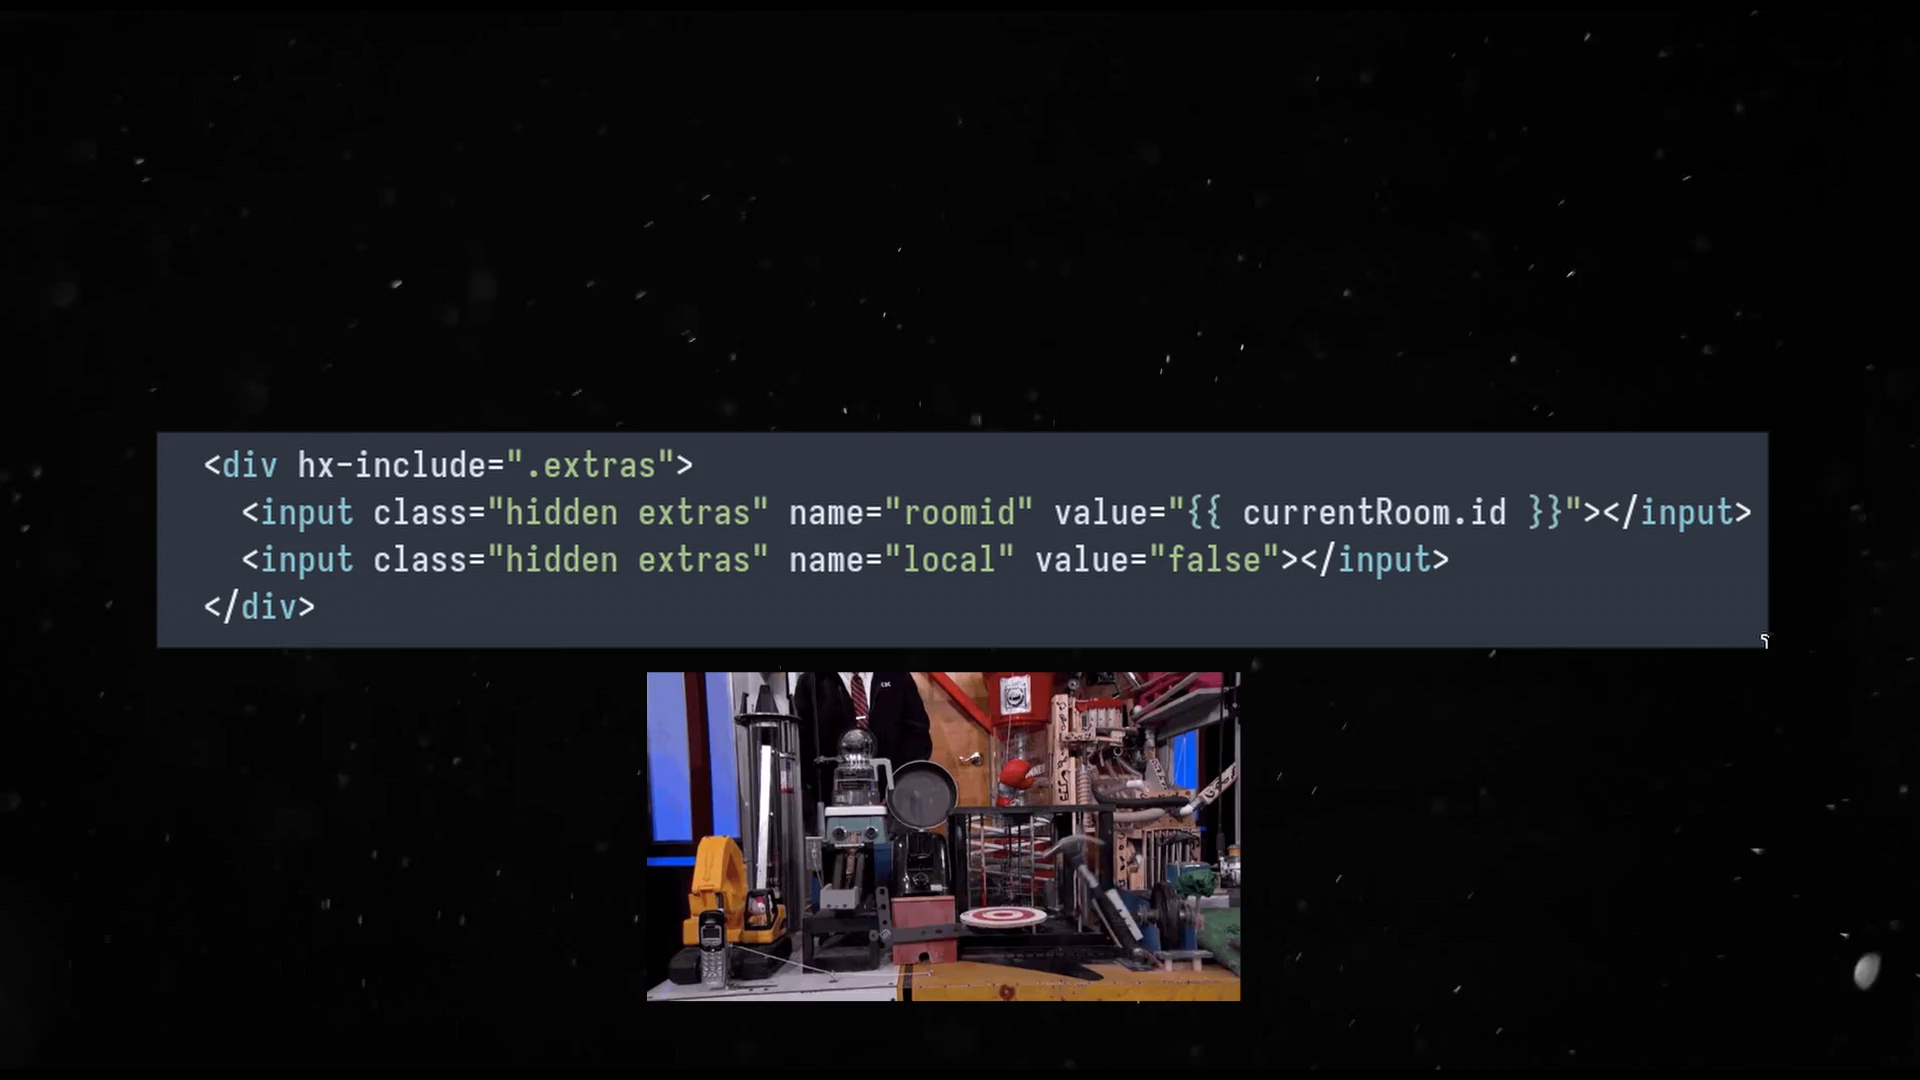 <div hx-include=".extras">
<input class="hidden extras" name="roomid" value="{{ currentRoom.id }}"></input>
<input class="hidden extras" name="local" value="false"></input>
</div>